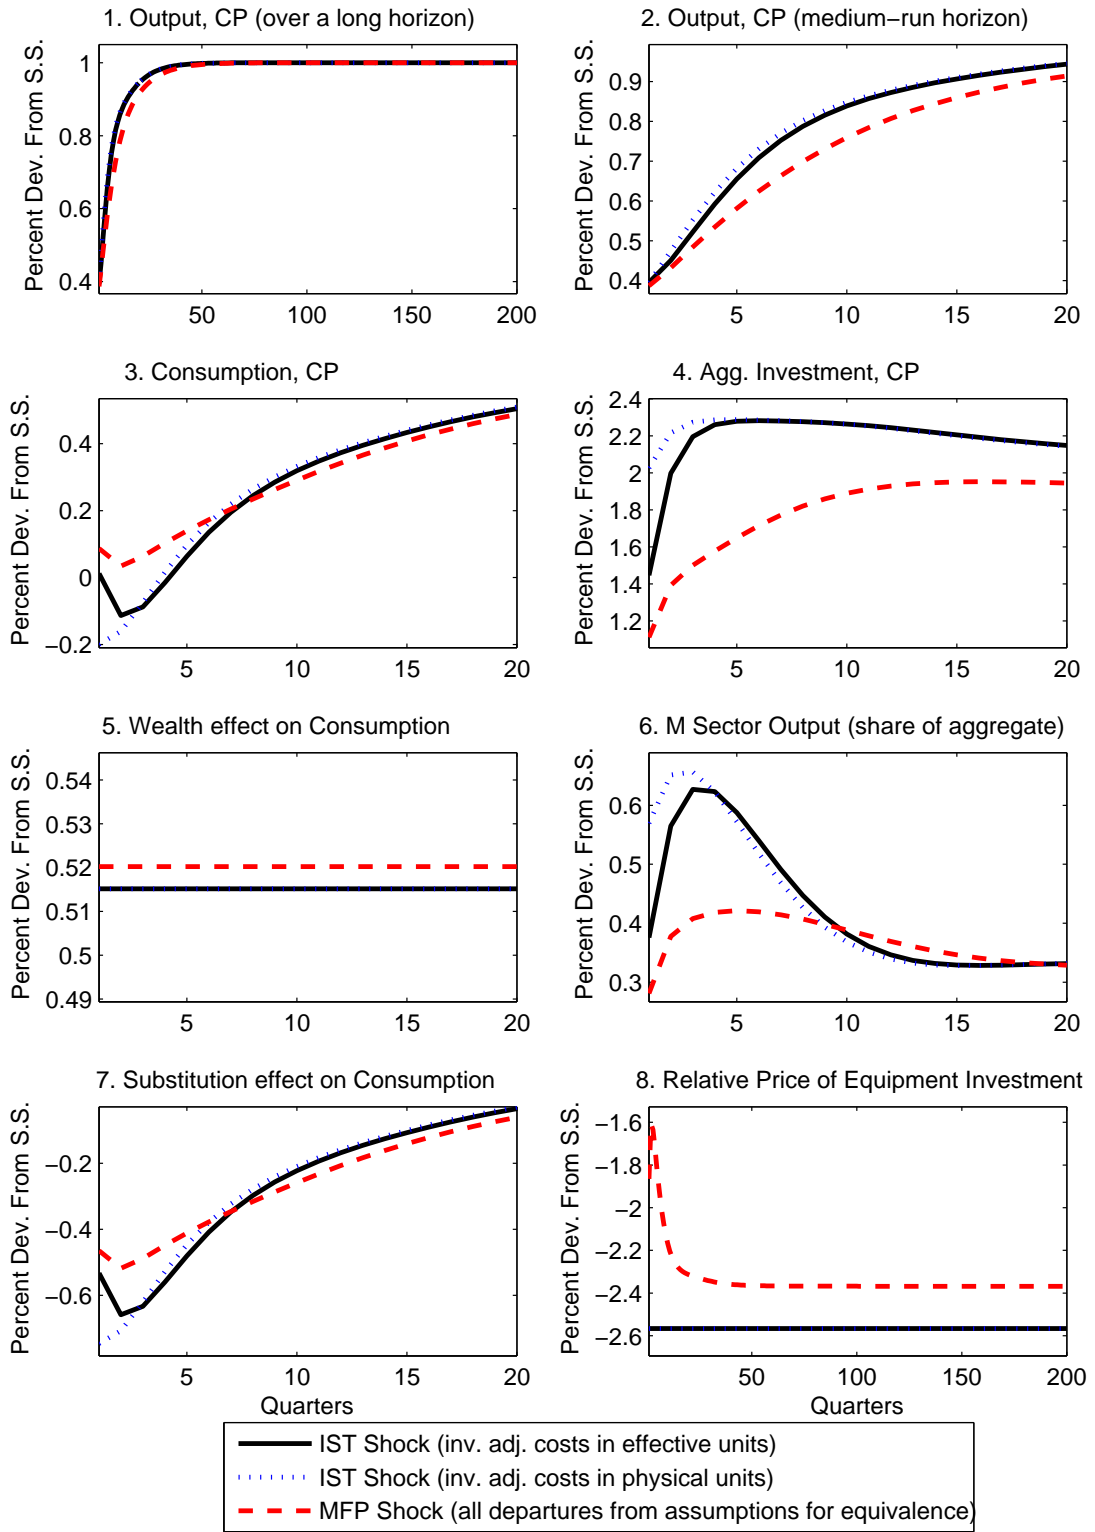 1. Output, CP (over a long horizon)
Percent Dev. From S.S.
1
0.8
0.6
0.4
50 100 150 200
2. Output, CP (medium−run horizon)
Percent Dev. From S.S.
0.9
0.8
0.7
0.6
0.5
0.4
5 10 15 20
3. Consumption, CP
Percent Dev. From S.S.
0.4
0.2
0
−0.2
5 10 15 20
4. Agg. Investment, CP
Percent Dev. From S.S.
2.4
2.2
2
1.8
1.6
1.4
1.2
5 10 15 20
5. Wealth effect on Consumption
Percent Dev. From S.S.
0.54
0.53
0.52
0.51
0.5
0.49
5 10 15 20
6. M Sector Output (share of aggregate)
Percent Dev. From S.S.
0.6
0.5
0.4
0.3
5 10 15 20
7. Substitution effect on Consumption
Percent Dev. From S.S.
−0.2
−0.4
−0.6
5 10 15 20
Quarters
8. Relative Price of Equipment Investment
Percent Dev. From S.S.
−1.6
−1.8
−2
−2.2
−2.4
−2.6
50 100 150 200
Quarters
IST Shock (inv. adj. costs in effective units)
IST Shock (inv. adj. costs in physical units)
MFP Shock (all departures from assumptions for equivalence)